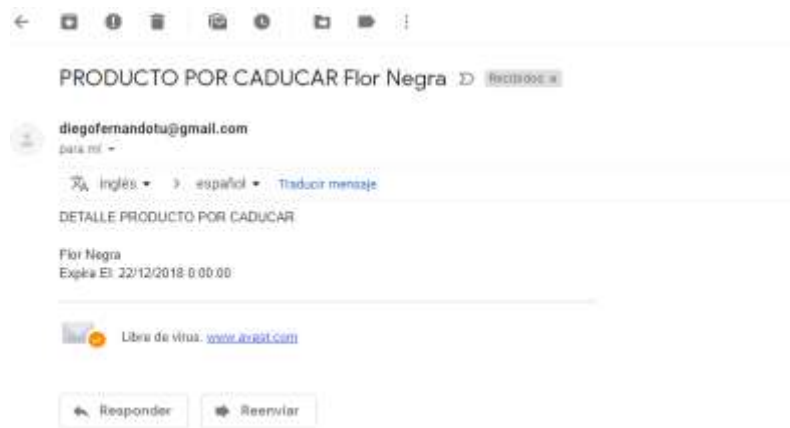 PRODUCTO POR CADUCAR Flor Negra Recibidos x
diegofernandotu@gmail.com
para mí
inglés > español Traducir mensaje
DETALLE PRODUCTO POR CADUCAR
Flor Negra
Expira El: 22/12/2018 0:00:00
Libre de virus. www.avast.com
Responder Reenviar